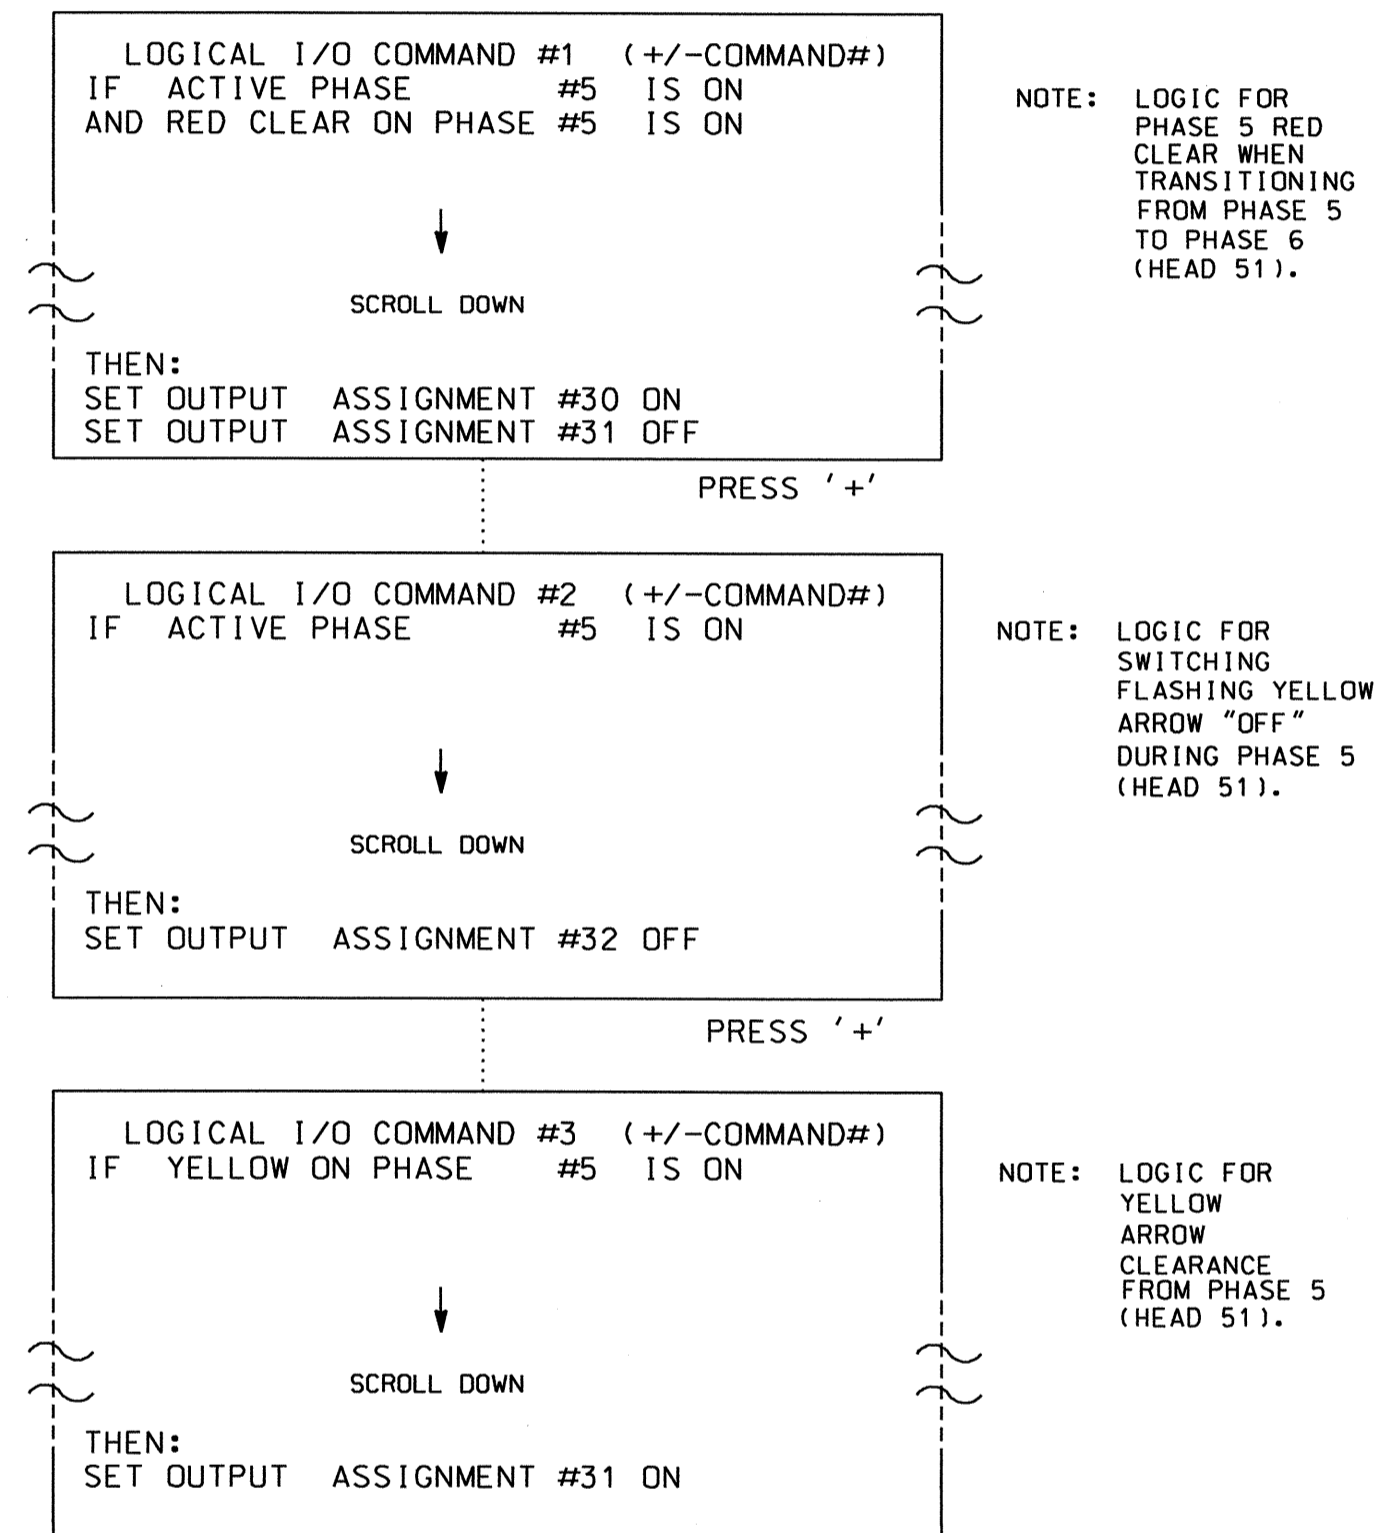 LOGICAL I/O COMMAND #1 (+/-COMMAND#)
IF ACTIVE PHASE #5 IS ON
AND RED CLEAR ON PHASE #5 IS ON
SCROLL DOWN
THEN:
SET OUTPUT ASSIGNMENT #30 ON
SET OUTPUT ASSIGNMENT #31 OFF
NOTE: LOGIC FOR
PHASE 5 RED
CLEAR WHEN
TRANSITIONING
FROM PHASE 5
TO PHASE 6
(HEAD 51).
PRESS '+'
LOGICAL I/O COMMAND #2 (+/-COMMAND#)
IF ACTIVE PHASE #5 IS ON
SCROLL DOWN
THEN:
SET OUTPUT ASSIGNMENT #32 OFF
NOTE: LOGIC FOR
SWITCHING
FLASHING YELLOW
ARROW "OFF"
DURING PHASE 5
(HEAD 51).
PRESS '+'
LOGICAL I/O COMMAND #3 (+/-COMMAND#)
IF YELLOW ON PHASE #5 IS ON
SCROLL DOWN
THEN:
SET OUTPUT ASSIGNMENT #31 ON
NOTE: LOGIC FOR
YELLOW
ARROW
CLEARANCE
FROM PHASE 5
(HEAD 51).